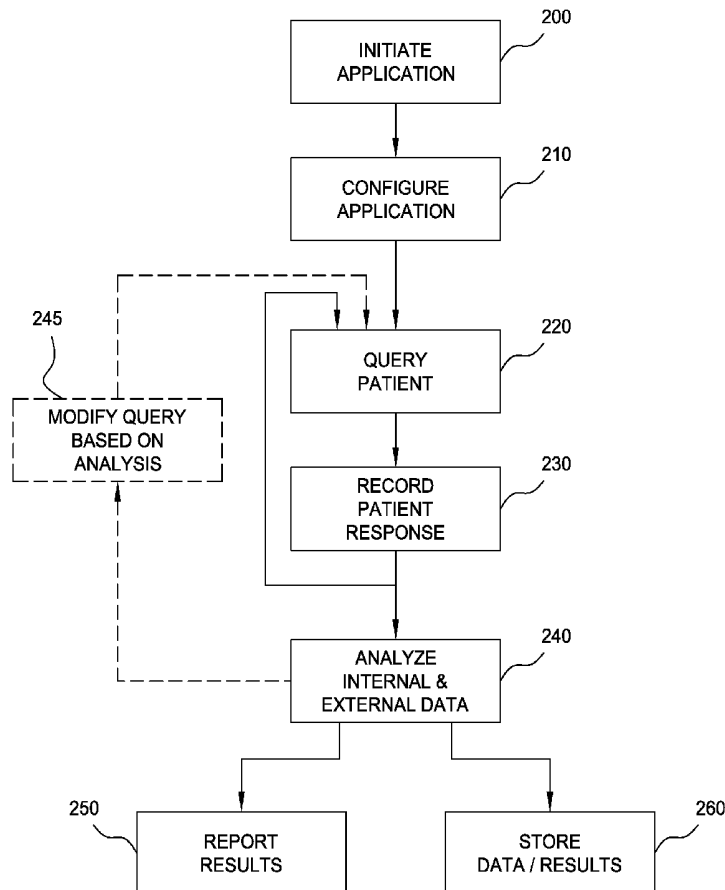 200
INITIATE
APPLICATION
210
CONFIGURE
APPLICATION
245
MODIFY QUERY
BASED ON
ANALYSIS
220
QUERY
PATIENT
230
RECORD
PATIENT
RESPONSE
240
ANALYZE
INTERNAL &
EXTERNAL DATA
250
REPORT
RESULTS
260
STORE
DATA / RESULTS